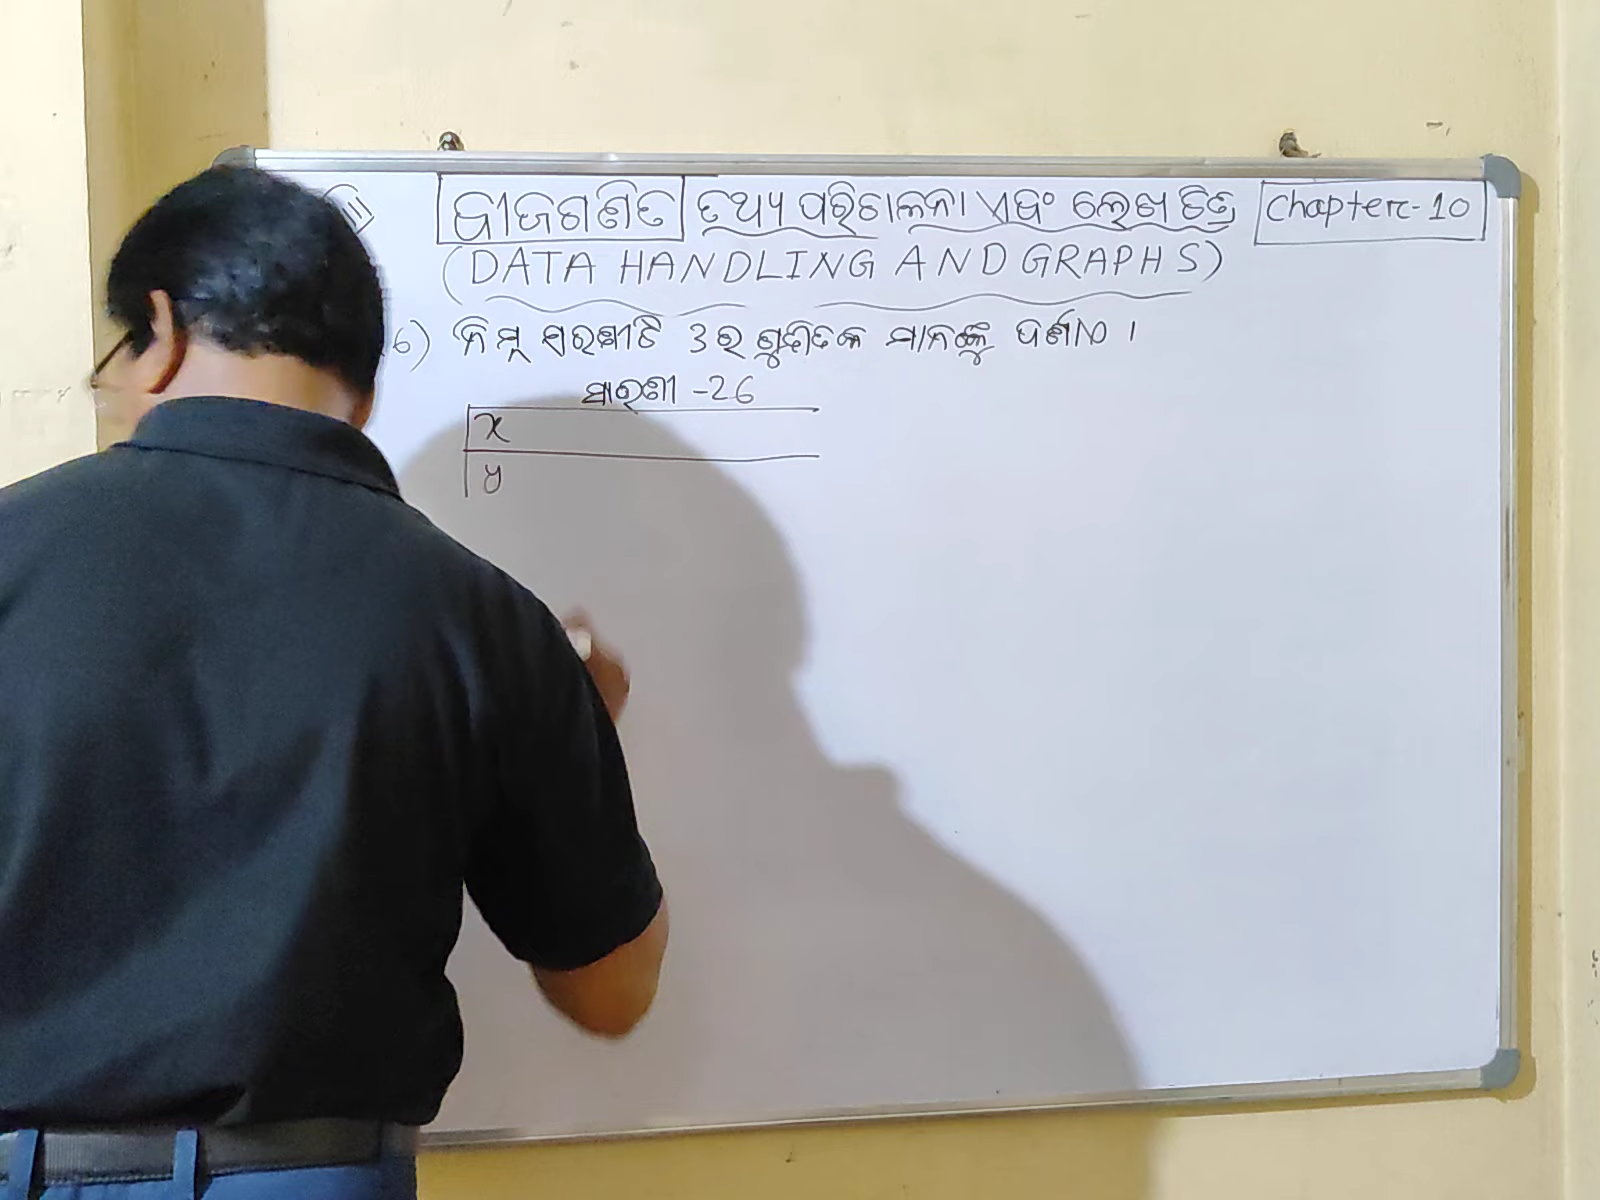 ବୀଜଗଣିତ ତଥ୍ୟ ପରିଚାଳନା ଏବଂ ଲେଖ ଚିତ୍ର Chapter-10
(DATA HANDLING AND GRAPHS)
6) ନିମ୍ନ ସାରଣୀଟି 3ର ଗୁଣିତକ ମାନଙ୍କୁ ଦର୍ଶାଏ ।
ସାରଣୀ -26
x
y